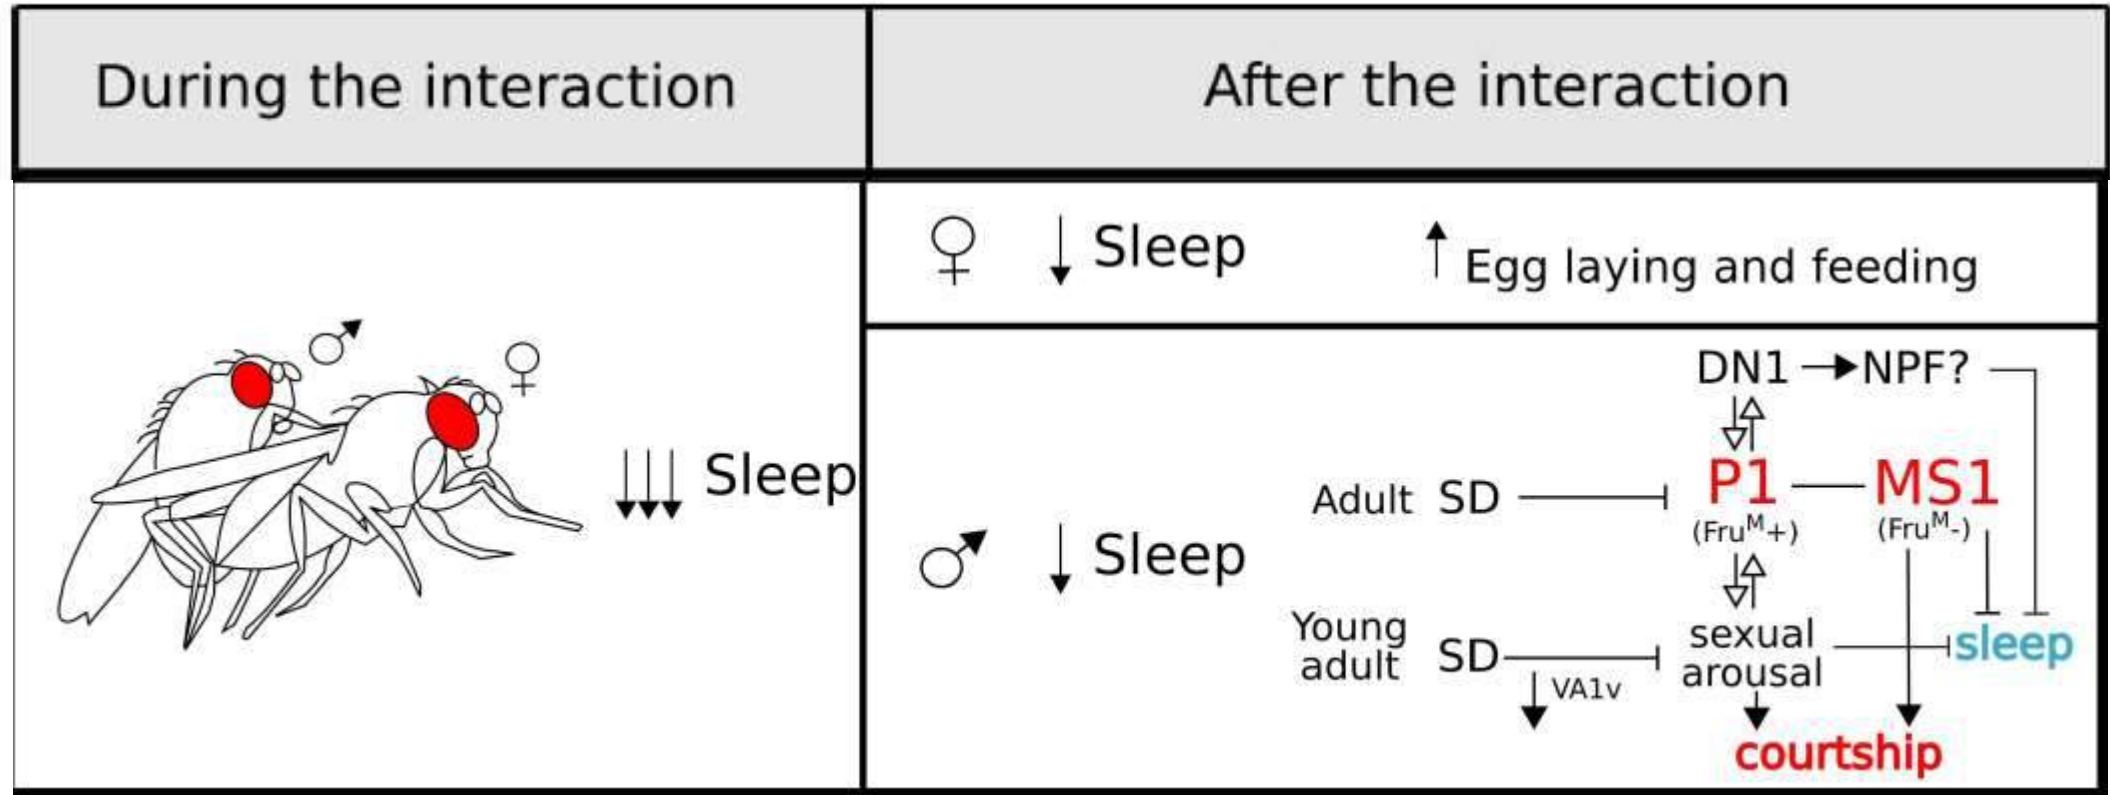 During the interaction
After the interaction
♂
♀
↓↓↓ Sleep
♀ ↓ Sleep ↑ Egg laying and feeding
♂ ↓ Sleep
DN1 → NPF?
Adult SD P1 MS1
(Fruᴹ+) (Fruᴹ-)
Young
adult SD
VA1v
sexual
arousal
sleep
courtship